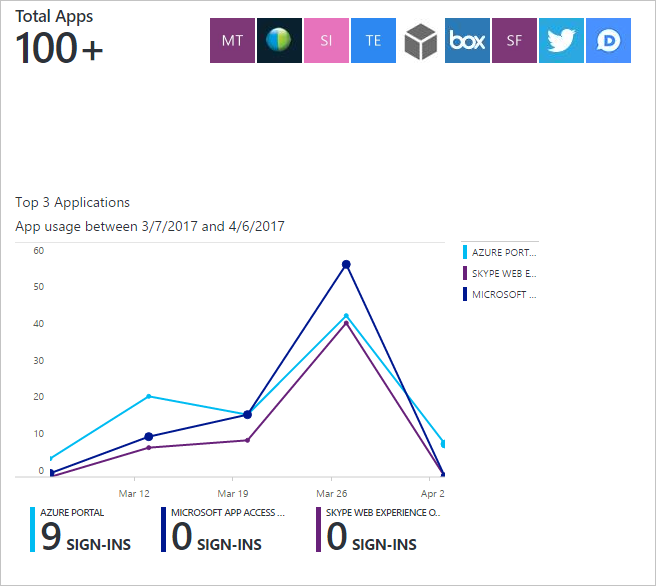 Total Apps
100+
MT SI TE box SF D
Top 3 Applications
App usage between 3/7/2017 and 4/6/2017
60
50
40
30
20
10
0
AZURE PORT...
SKYPE WEB E..
MICROSOFT ...
Mar 12 Mar 19 Mar 26 Apr 2
AZURE PORTAL MICROSOFT APP ACCESS ... SKYPE WEB EXPERIENCE O..
9 SIGN-INS 0 SIGN-INS 0 SIGN-INS